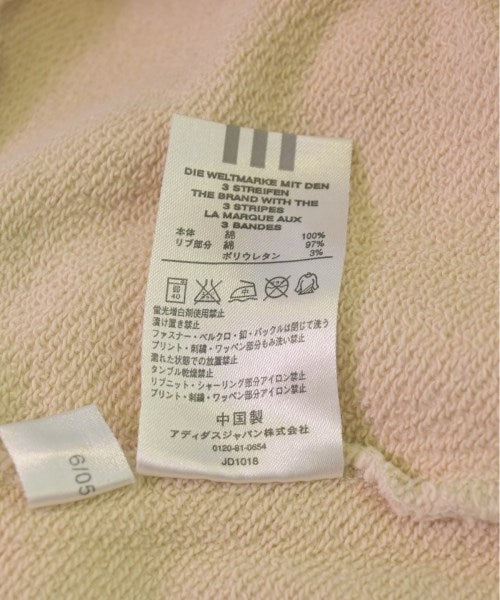 DIE WELTMARKE MIT DEN
3 STREIFEN
THE BRAND WITH THE
3 STRIPES
LA MARQUE AUX
3 BANDES
本体 綿 100%
リブ部分 綿 97%
ポリウレタン 3%
弱
40
中
蛍光増白剤使用禁止
漬け置き禁止
ファスナー・ベルクロ・釦・バックルは閉じて洗う
プリント・刺繍・ワッペン部分もみ洗い禁止
濡れた状態での放置禁止
タンブル乾燥禁止
リブニット・シャーリング部分アイロン禁止
プリント・刺繍・ワッペン部分アイロン禁止
中国製
アディダスジャパン株式会社
0120-81-0654
JD1018
6/05